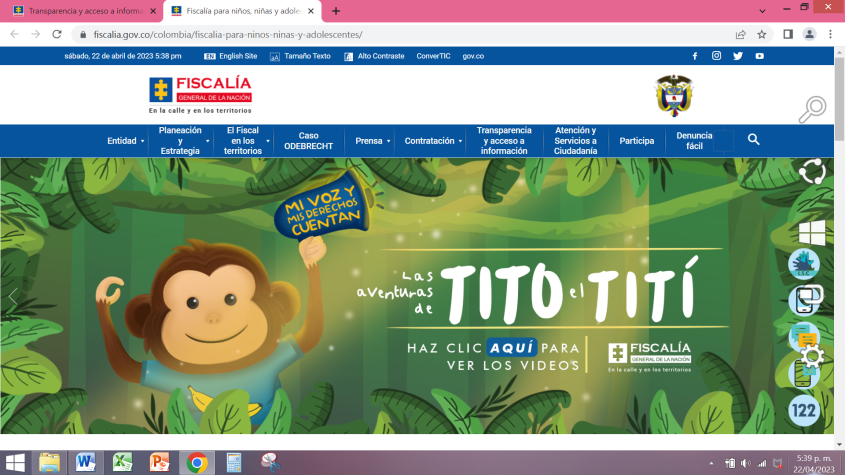 Transparencia y acceso a informa
Fiscalía para niños, niñas y adole
fiscalia.gov.co/colombia/fiscalia-para-ninos-ninas-y-adolescentes/
sábado, 22 de abril de 2023 5:38 pm
EN English Site
AA Tamaño Texto
Alto Contraste
ConverTIC
gov.co
FISCALÍA
GENERAL DE LA NACIÓN
En la calle y en los territorios
Entidad
Planeación
y
Estrategia
El Fiscal
en los
territorios
Caso
ODEBRECHT
Prensa
Contratación
Transparencia
y acceso a
información
Atención y
Servicios a
Ciudadanía
Participa
Denuncia
fácil
MI VOZ Y
MIS DERECHOS
CUENTAN
Las
aventuras
de
TITO el TITÍ
HAZ CLIC AQUÍ PARA
VER LOS VIDEOS
FISCALÍA
GENERAL DE LA NACIÓN
En la calle y en los territorios
122
5:39 p. m.
22/04/2023